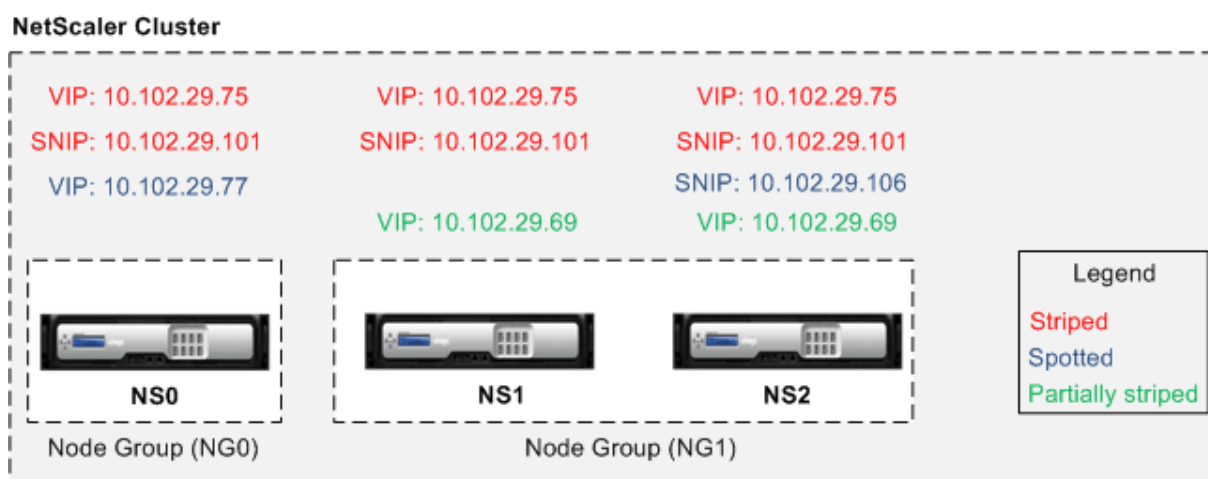 NetScaler Cluster
VIP: 10.102.29.75 VIP: 10.102.29.75 VIP: 10.102.29.75
SNIP: 10.102.29.101 SNIP: 10.102.29.101 SNIP: 10.102.29.101
VIP: 10.102.29.77 SNIP: 10.102.29.106
VIP: 10.102.29.69 VIP: 10.102.29.69
Legend
Striped
Spotted
Partially striped
NS0 NS1 NS2
Node Group (NG0) Node Group (NG1)